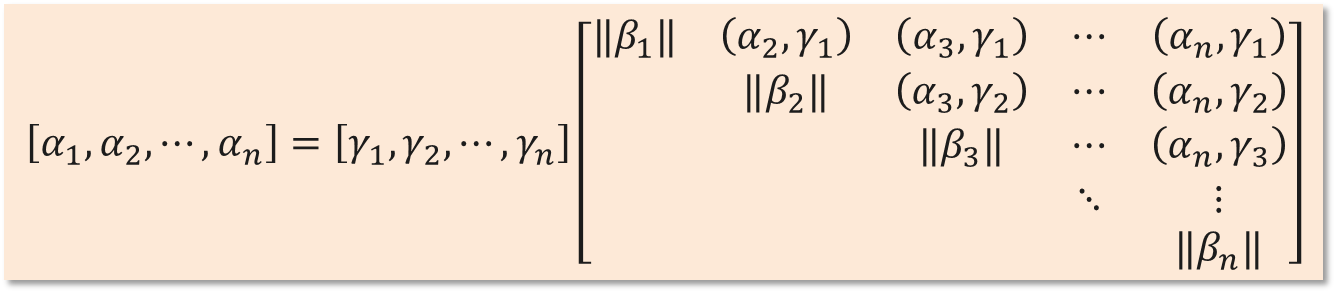 [α₁, α₂, ⋯, αₙ] = [γ₁, γ₂, ⋯, γₙ]
‖β₁‖ (α₂, γ₁) (α₃, γ₁) ⋯ (αₙ, γ₁)
‖β₂‖ (α₃, γ₂) ⋯ (αₙ, γ₂)
‖β₃‖ ⋯ (αₙ, γ₃)
⋱ ⋮
‖βₙ‖